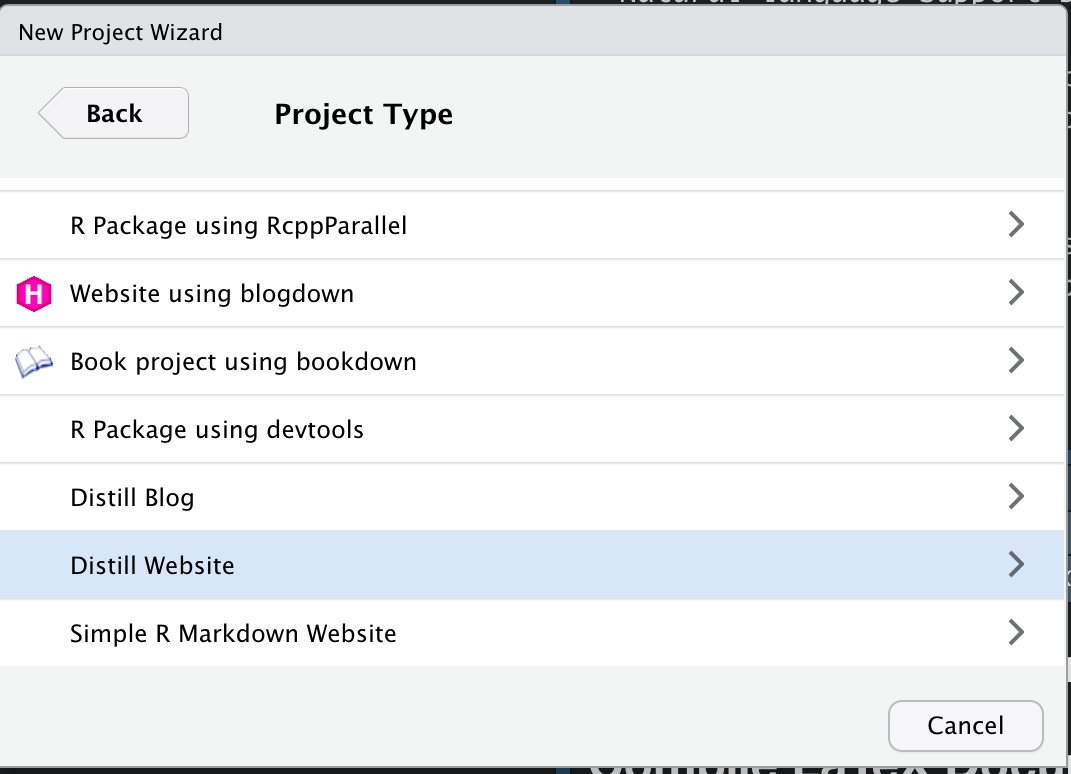 New Project Wizard
Back
Project Type
R Package using RcppParallel
H
Website using blogdown
Book project using bookdown
R Package using devtools
Distill Blog
Distill Website
Simple R Markdown Website
Cancel